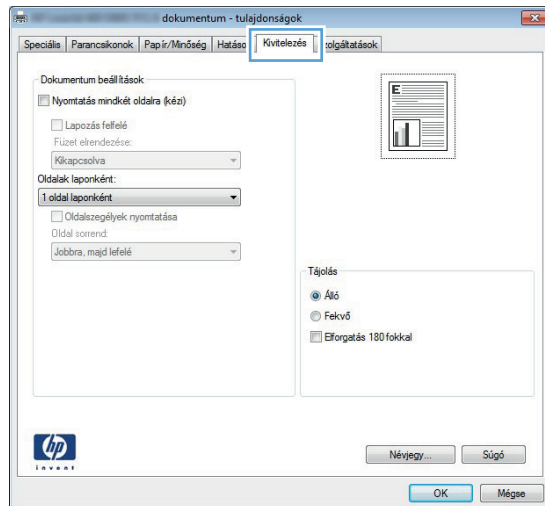 dokumentum - tulajdonságok
Speciális Parancsikonok Papír/Minőség Hatáso Kivitelezés zolgáltatások
Dokumentum beállítások
Nyomtatás mindkét oldalra (kézi)
Lapozás felfelé
Füzet elrendezése:
Kikapcsolva
Oldalak laponként:
1 oldal laponként
Oldalszegélyek nyomtatása
Oldal sorrend:
Jobbra, majd lefelé
E
Tájolás
Álló
Fekvő
Elforgatás 180 fokkal
hp
invent
Névjegy... Súgó
OK Mégse